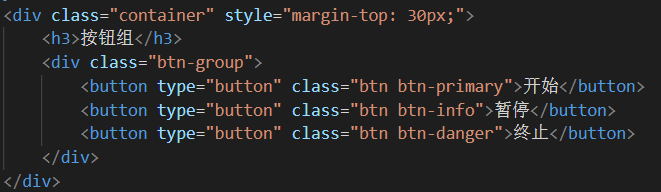 <div class="container" style="margin-top: 30px;">
    <h3>按钮组</h3>
    <div class="btn-group">
        <button type="button" class="btn btn-primary">开始</button>
        <button type="button" class="btn btn-info">暂停</button>
        <button type="button" class="btn btn-danger">终止</button>
    </div>
</div>